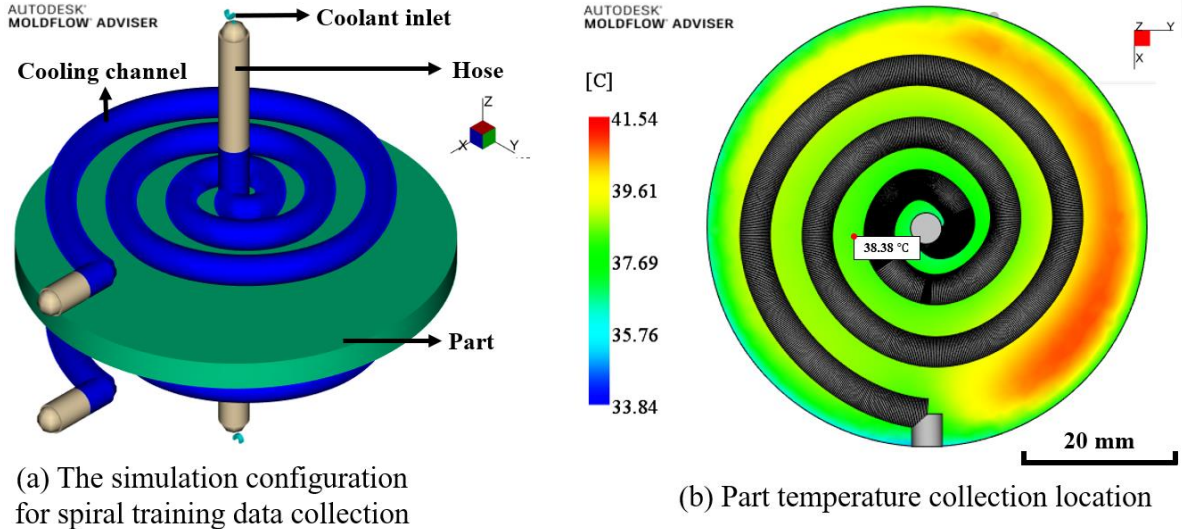 AUTODESK®
MOLDFLOW® ADVISER
Coolant inlet
Cooling channel
Hose
Z
X
Y
Part
(a) The simulation configuration
for spiral training data collection
AUTODESK®
MOLDFLOW® ADVISER
Z
Y
X
[C]
41.54
39.61
37.69
35.76
33.84
38.38 °C
20 mm
(b) Part temperature collection location